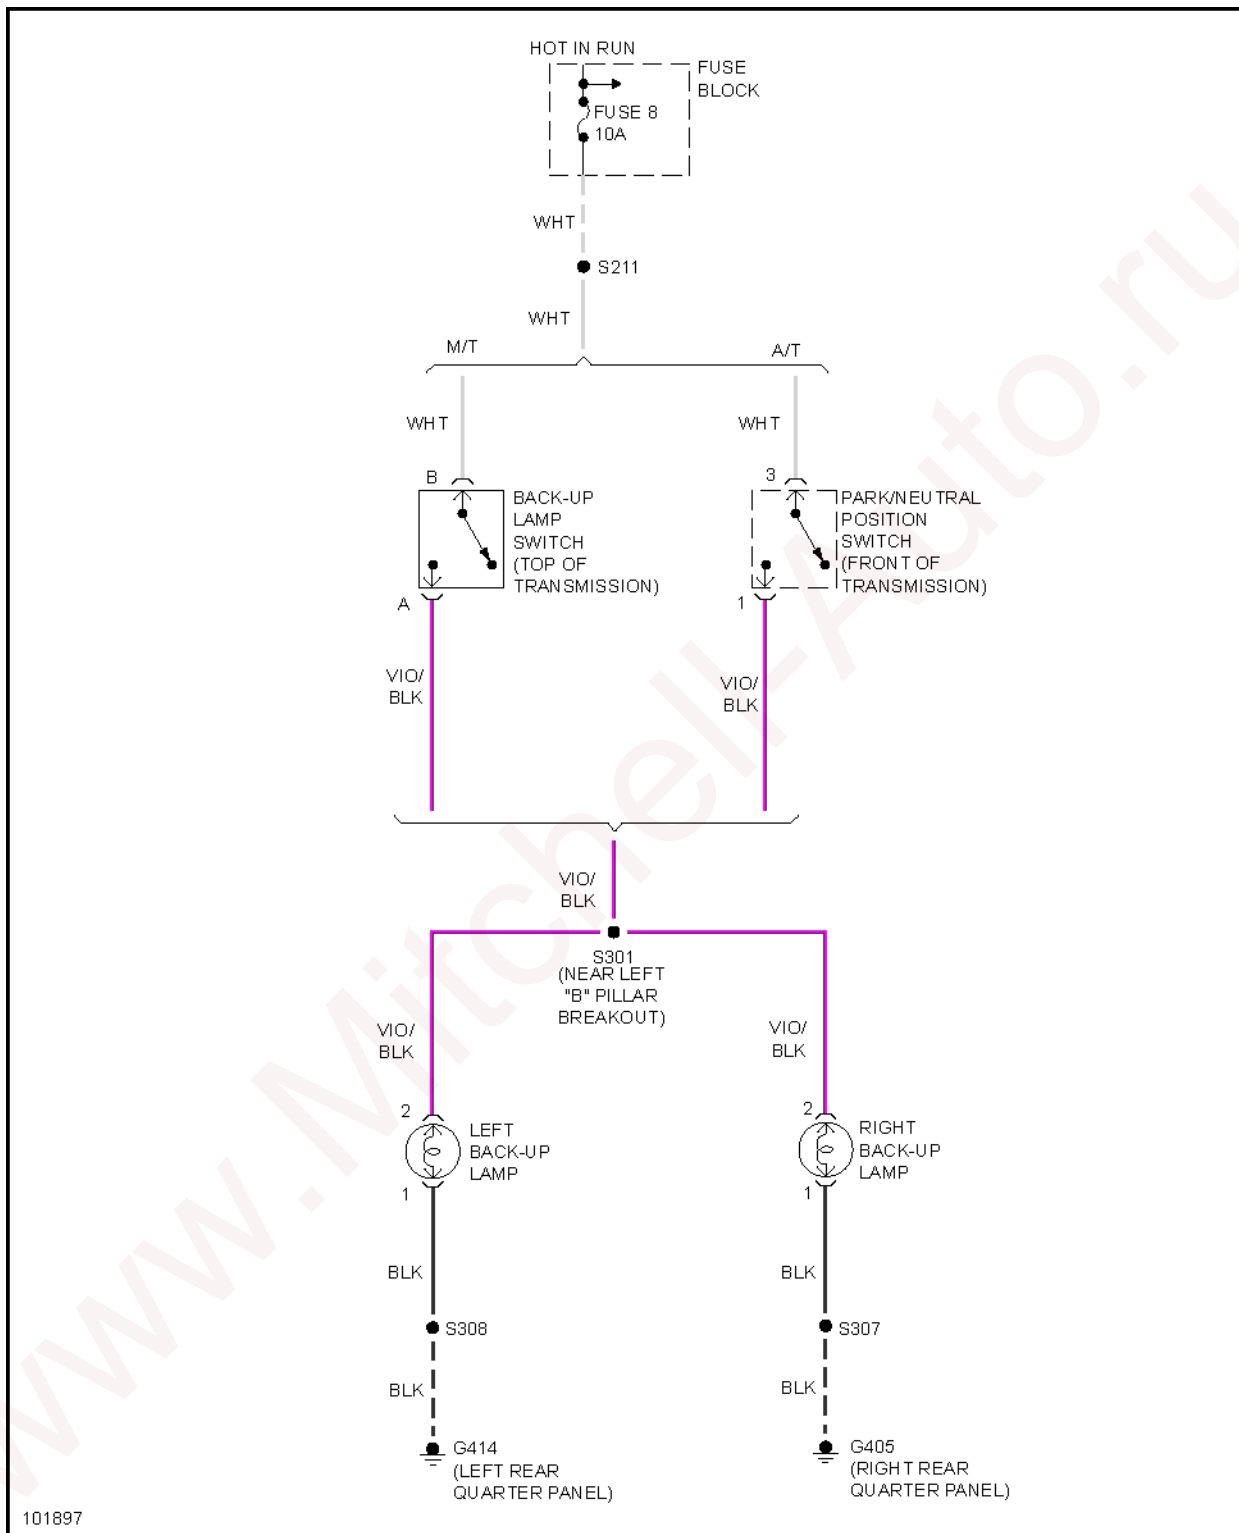 HOT IN RUN
FUSE
BLOCK
FUSE 8
10A
WHT
S211
WHT
M/T
A/T
WHT
WHT
B
3
BACK-UP
LAMP
SWITCH
(TOP OF
TRANSMISSION)
PARK/NEUTRAL
POSITION
SWITCH
(FRONT OF
TRANSMISSION)
A
1
VIO/
BLK
VIO/
BLK
VIO/
BLK
S301
(NEAR LEFT
"B" PILLAR
BREAKOUT)
VIO/
BLK
VIO/
BLK
2
2
LEFT
BACK-UP
LAMP
RIGHT
BACK-UP
LAMP
1
1
BLK
BLK
S308
S307
BLK
BLK
G414
(LEFT REAR
QUARTER PANEL)
G405
(RIGHT REAR
QUARTER PANEL)
101897
www.Mitchell-Auto.ru